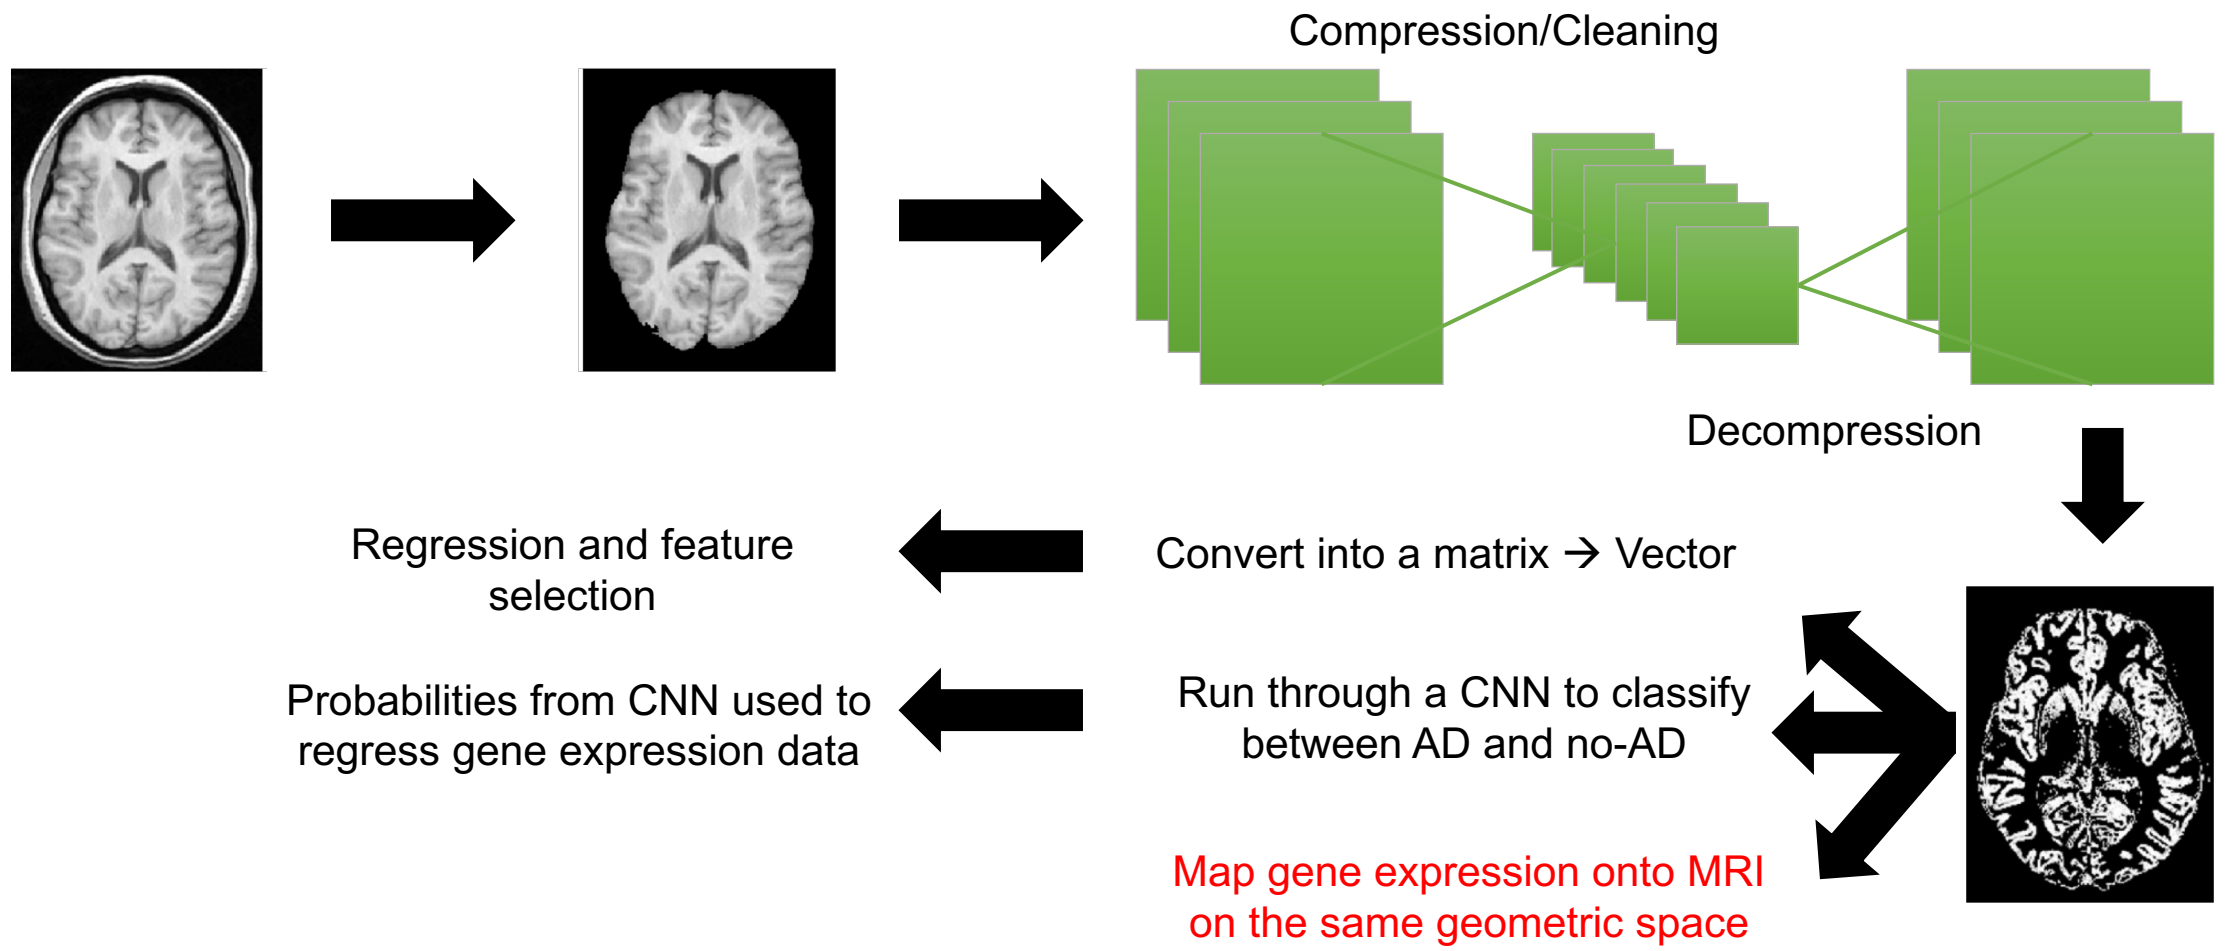 Compression/Cleaning
Decompression
Regression and feature
selection
Convert into a matrix → Vector
Probabilities from CNN used to
regress gene expression data
Run through a CNN to classify
between AD and no-AD
Map gene expression onto MRI
on the same geometric space